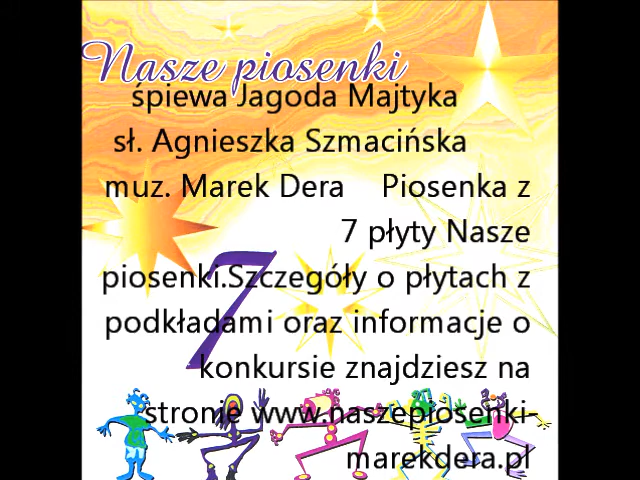 Nasze piosenki
śpiewa Jagoda Majtyka
sł. Agnieszka Szmacińska
muz. Marek Dera Piosenka z
7 płyty Nasze
piosenki.Szczegóły o płytach z
7
podkładami oraz informacje o
konkursie znajdziesz na
stronie www.naszepiosenki-
marekdera.pl